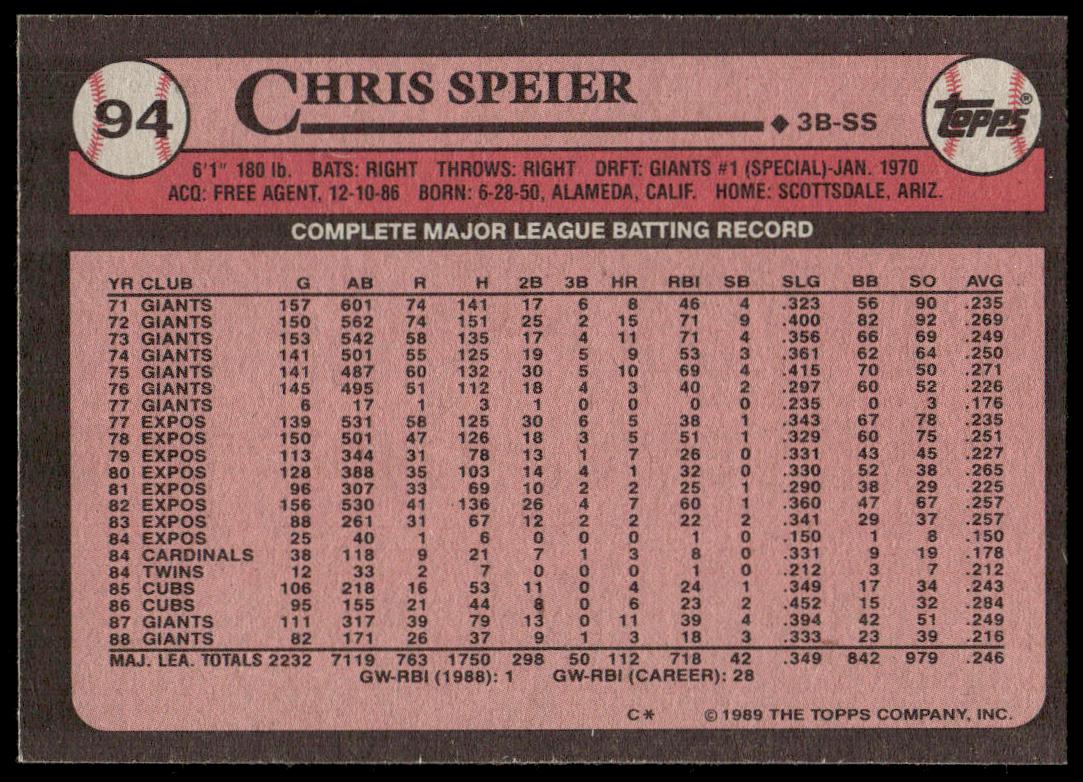 94
CHRIS SPEIER
◆ 3B-SS
TOPPS®
6'1" 180 lb. BATS: RIGHT THROWS: RIGHT DRFT: GIANTS #1 (SPECIAL)-JAN. 1970
ACQ: FREE AGENT, 12-10-86 BORN: 6-28-50, ALAMEDA, CALIF. HOME: SCOTTSDALE, ARIZ.
COMPLETE MAJOR LEAGUE BATTING RECORD
YR CLUB G AB R H 2B 3B HR RBI SB SLG BB SO AVG
71 GIANTS 157 601 74 141 17 6 8 46 4 .323 56 90 .235
72 GIANTS 150 562 74 151 25 2 15 71 9 .400 82 92 .269
73 GIANTS 153 542 58 135 17 4 11 71 4 .356 66 69 .249
74 GIANTS 141 501 55 125 19 5 9 53 3 .361 62 64 .250
75 GIANTS 141 487 60 132 30 5 10 69 4 .415 70 50 .271
76 GIANTS 145 495 51 112 18 4 3 40 2 .297 60 52 .226
77 GIANTS 6 17 1 3 1 0 0 0 0 .235 0 3 .176
77 EXPOS 139 531 58 125 30 6 5 38 1 .343 67 78 .235
78 EXPOS 150 501 47 126 18 3 5 51 1 .329 60 75 .251
79 EXPOS 113 344 31 78 13 1 7 26 0 .331 43 45 .227
80 EXPOS 128 388 35 103 14 4 1 32 0 .330 52 38 .265
81 EXPOS 96 307 33 69 10 2 2 25 1 .290 38 29 .225
82 EXPOS 156 530 41 136 26 4 7 60 1 .360 47 67 .257
83 EXPOS 88 261 31 67 12 2 2 22 2 .341 29 37 .257
84 EXPOS 25 40 1 6 0 0 0 1 0 .150 1 8 .150
84 CARDINALS 38 118 9 21 7 1 3 8 0 .331 9 19 .178
84 TWINS 12 33 2 7 0 0 0 1 0 .212 3 7 .212
85 CUBS 106 218 16 53 11 0 4 24 1 .349 17 34 .243
86 CUBS 95 155 21 44 8 0 6 23 2 .452 15 32 .284
87 GIANTS 111 317 39 79 13 0 11 39 4 .394 42 51 .249
88 GIANTS 82 171 26 37 9 1 3 18 3 .333 23 39 .216
MAJ. LEA. TOTALS 2232 7119 763 1750 298 50 112 718 42 .349 842 979 .246
GW-RBI (1988): 1 GW-RBI (CAREER): 28
C* © 1989 THE TOPPS COMPANY, INC.